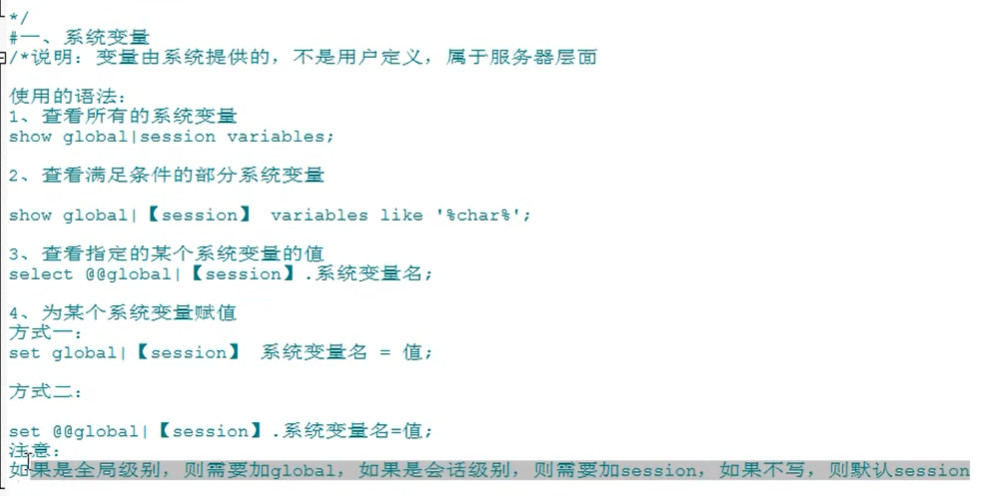 */
#一、系统变量
/*说明：变量由系统提供的，不是用户定义，属于服务器层面
使用的语法：
1、查看所有的系统变量
show global|session variables;
2、查看满足条件的部分系统变量
show global|【session】 variables like '%char%';
3、查看指定的某个系统变量的值
select @@global|【session】.系统变量名;
4、为某个系统变量赋值
方式一：
set global|【session】 系统变量名 = 值;
方式二：
set @@global|【session】.系统变量名=值;
注意：
如果是全局级别，则需要加global，如果是会话级别，则需要加session，如果不写，则默认session